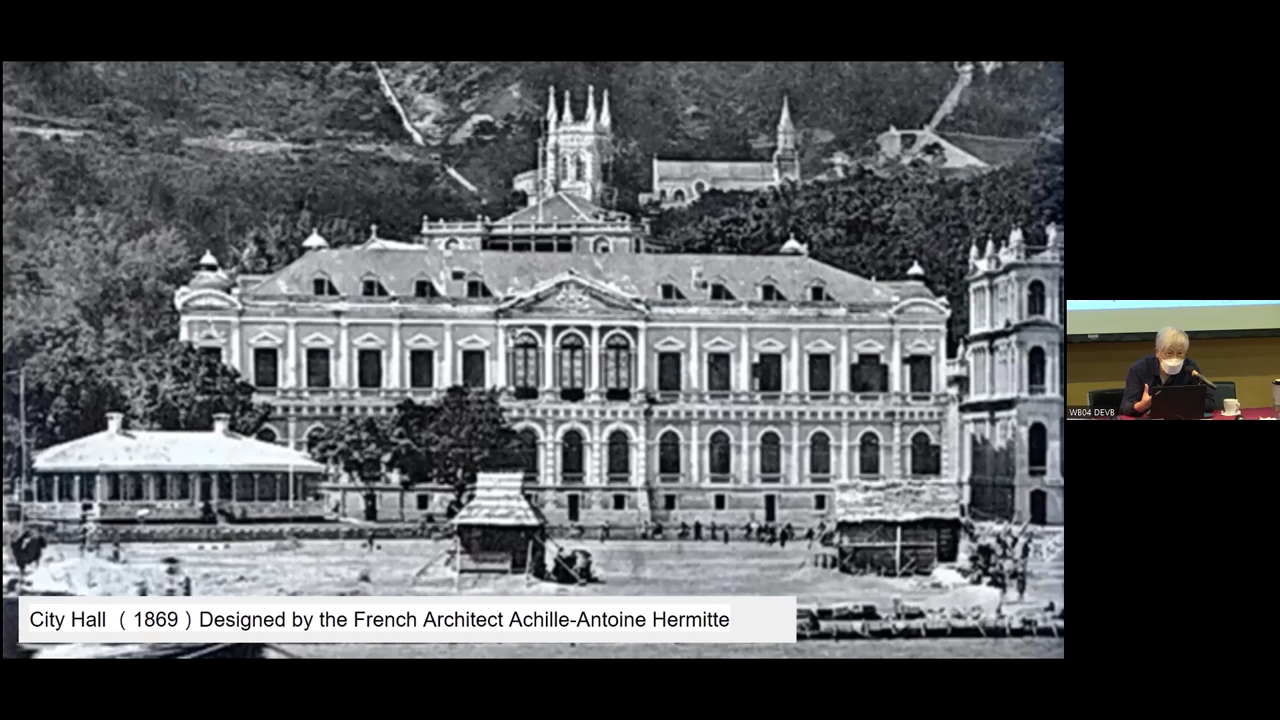 City Hall （1869）Designed by the French Architect Achille-Antoine Hermitte
WB04 DEVB